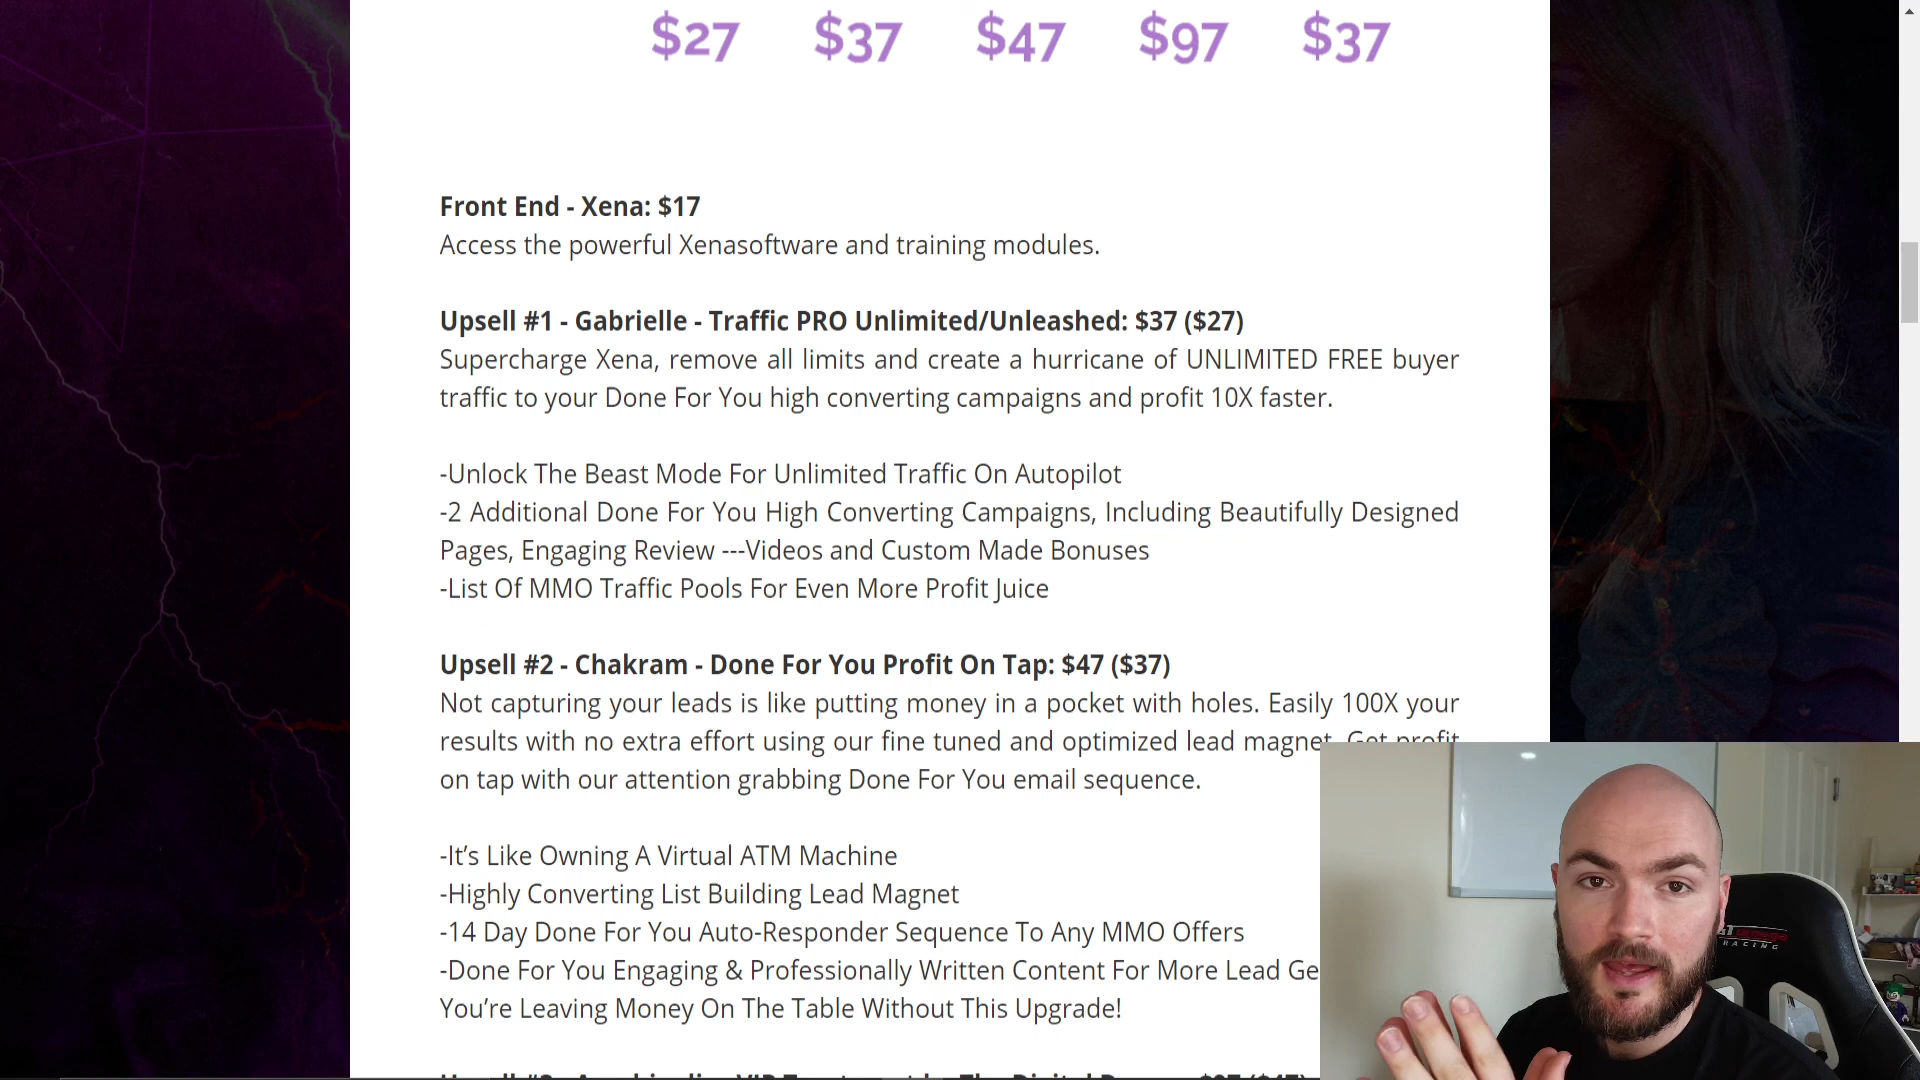 $27 $37 $47 $97 $37
Front End - Xena: $17
Access the powerful Xenasoftware and training modules.
Upsell #1 - Gabrielle - Traffic PRO Unlimited/Unleashed: $37 ($27)
Supercharge Xena, remove all limits and create a hurricane of UNLIMITED FREE buyer
traffic to your Done For You high converting campaigns and profit 10X faster.
-Unlock The Beast Mode For Unlimited Traffic On Autopilot
-2 Additional Done For You High Converting Campaigns, Including Beautifully Designed
Pages, Engaging Review ---Videos and Custom Made Bonuses
-List Of MMO Traffic Pools For Even More Profit Juice
Upsell #2 - Chakram - Done For You Profit On Tap: $47 ($37)
Not capturing your leads is like putting money in a pocket with holes. Easily 100X your
results with no extra effort using our fine tuned and optimized lead magnet. Get profit
on tap with our attention grabbing Done For You email sequence.
-It’s Like Owning A Virtual ATM Machine
-Highly Converting List Building Lead Magnet
-14 Day Done For You Auto-Responder Sequence To Any MMO Offers
-Done For You Engaging & Professionally Written Content For More Lead Ge
You’re Leaving Money On The Table Without This Upgrade!
RACING